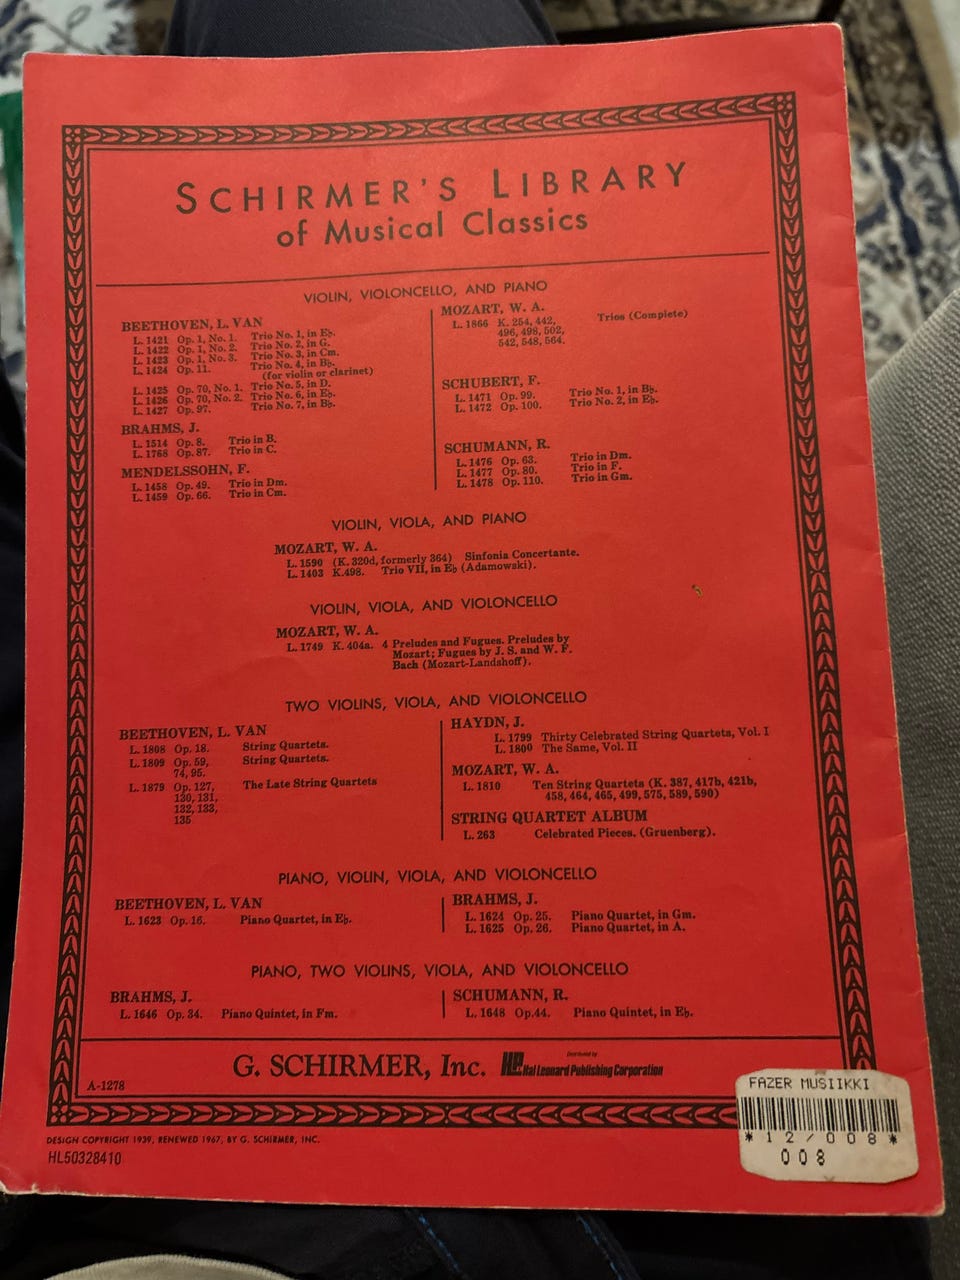 SCHIRMER'S LIBRARY
of Musical Classics
VIOLIN, VIOLONCELLO, AND PIANO
BEETHOVEN, L. VAN
L. 1421 Op. 1, No. 1. Trio No. 1, in E♭.
L. 1422 Op. 1, No. 2. Trio No. 2, in G.
L. 1423 Op. 1, No. 3. Trio No. 3, in Cm.
L. 1424 Op. 11. Trio No. 4, in B♭.
(for violin or clarinet)
L. 1425 Op. 70, No. 1. Trio No. 5, in D.
L. 1426 Op. 70, No. 2. Trio No. 6, in E♭.
L. 1427 Op. 97. Trio No. 7, in B♭.
BRAHMS, J.
L. 1514 Op. 8. Trio in B.
L. 1768 Op. 87. Trio in C.
MENDELSSOHN, F.
L. 1458 Op. 49. Trio in Dm.
L. 1459 Op. 66. Trio in Cm.
MOZART, W. A.
L. 1866 K. 254, 442, Trios (Complete)
496, 498, 502,
542, 548, 564.
SCHUBERT, F.
L. 1471 Op. 99. Trio No. 1, in B♭.
L. 1472 Op. 100. Trio No. 2, in E♭.
SCHUMANN, R.
L. 1476 Op. 63. Trio in Dm.
L. 1477 Op. 80. Trio in F.
L. 1478 Op. 110. Trio in Gm.
VIOLIN, VIOLA, AND PIANO
MOZART, W. A.
L. 1590 (K. 320d, formerly 364) Sinfonia Concertante.
L. 1403 K.498. Trio VII, in E♭ (Adamowski).
VIOLIN, VIOLA, AND VIOLONCELLO
MOZART, W. A.
L. 1749 K. 404a. 4 Preludes and Fugues. Preludes by
Mozart; Fugues by J. S. and W. F.
Bach (Mozart-Landshoff).
TWO VIOLINS, VIOLA, AND VIOLONCELLO
BEETHOVEN, L. VAN
L. 1808 Op. 18. String Quartets.
L. 1809 Op. 59, String Quartets.
74, 95.
L. 1879 Op. 127, The Late String Quartets
130, 131,
132, 133,
135
HAYDN, J.
L. 1799 Thirty Celebrated String Quartets, Vol. I
L. 1800 The Same, Vol. II
MOZART, W. A.
L. 1810 Ten String Quartets (K. 387, 417b, 421b,
458, 464, 465, 499, 575, 589, 590)
STRING QUARTET ALBUM
L. 263 Celebrated Pieces. (Gruenberg).
PIANO, VIOLIN, VIOLA, AND VIOLONCELLO
BEETHOVEN, L. VAN
L. 1623 Op. 16. Piano Quartet, in E♭.
BRAHMS, J.
L. 1624 Op. 25. Piano Quartet, in Gm.
L. 1625 Op. 26. Piano Quartet, in A.
PIANO, TWO VIOLINS, VIOLA, AND VIOLONCELLO
BRAHMS, J.
L. 1646 Op. 34. Piano Quintet, in Fm.
SCHUMANN, R.
L. 1648 Op.44. Piano Quintet, in E♭.
G. SCHIRMER, Inc.
Distributed by
HL Hal Leonard Publishing Corporation
A-1278
FAZER MUSIIKKI
*12/008*
008
DESIGN COPYRIGHT 1939, RENEWED 1967, BY G. SCHIRMER, INC.
HL50328410